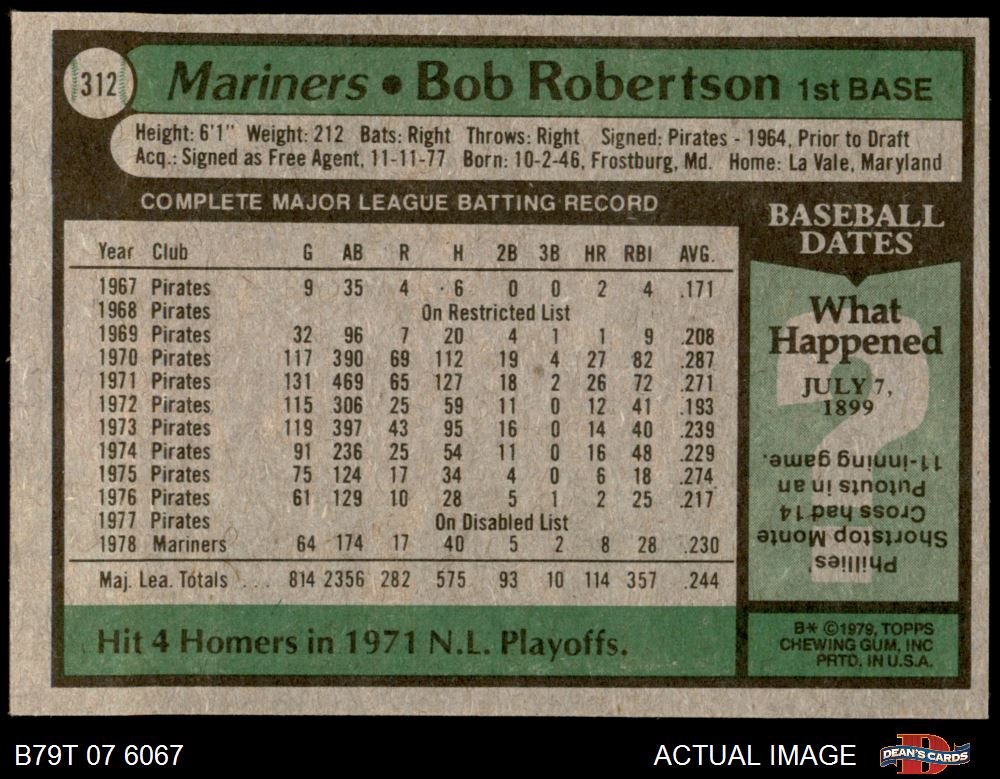 312
Mariners • Bob Robertson 1st BASE
Height: 6'1" Weight: 212 Bats: Right Throws: Right Signed: Pirates - 1964, Prior to Draft
Acq.: Signed as Free Agent, 11-11-77 Born: 10-2-46, Frostburg, Md. Home: La Vale, Maryland
COMPLETE MAJOR LEAGUE BATTING RECORD
Year Club G AB R H 2B 3B HR RBI AVG.
1967 Pirates 9 35 4 6 0 0 2 4 .171
1968 Pirates On Restricted List
1969 Pirates 32 96 7 20 4 1 1 9 .208
1970 Pirates 117 390 69 112 19 4 27 82 .287
1971 Pirates 131 469 65 127 18 2 26 72 .271
1972 Pirates 115 306 25 59 11 0 12 41 .193
1973 Pirates 119 397 43 95 16 0 14 40 .239
1974 Pirates 91 236 25 54 11 0 16 48 .229
1975 Pirates 75 124 17 34 4 0 6 18 .274
1976 Pirates 61 129 10 28 5 1 2 25 .217
1977 Pirates On Disabled List
1978 Mariners 64 174 17 40 5 2 8 28 .230
Maj. Lea. Totals ... 814 2356 282 575 93 10 114 357 .244
Hit 4 Homers in 1971 N.L. Playoffs.
BASEBALL
DATES
What
Happened
JULY 7,
1899
?
Phillies'
Shortstop Monte
Cross had 14
Putouts in an
11-inning game.
B* ©1979, TOPPS
CHEWING GUM, INC
PRTD. IN U.S.A.
B79T 07 6067
ACTUAL IMAGE
D
DEAN'S CARDS